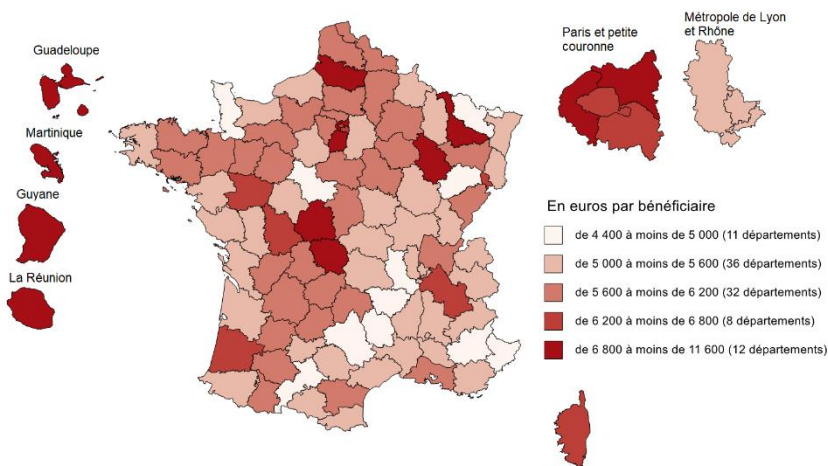 Guadeloupe
Martinique
Guyane
La Réunion
Paris et petite
couronne
Métropole de Lyon
et Rhône
En euros par bénéficiaire
de 4 400 à moins de 5 000 (11 départements)
de 5 000 à moins de 5 600 (36 départements)
de 5 600 à moins de 6 200 (32 départements)
de 6 200 à moins de 6 800 (8 départements)
de 6 800 à moins de 11 600 (12 départements)